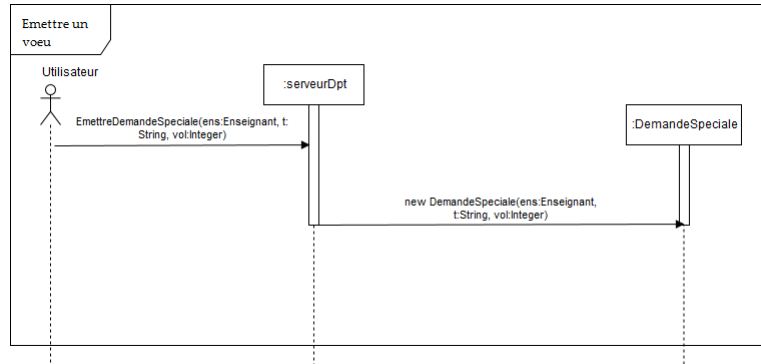 Emettre un
voeu
Utilisateur
:serveurDpt
EmettreDemandeSpeciale(ens:Enseignant, t:
String, vol:Integer)
:DemandeSpeciale
new DemandeSpeciale(ens:Enseignant,
t:String, vol:Integer)